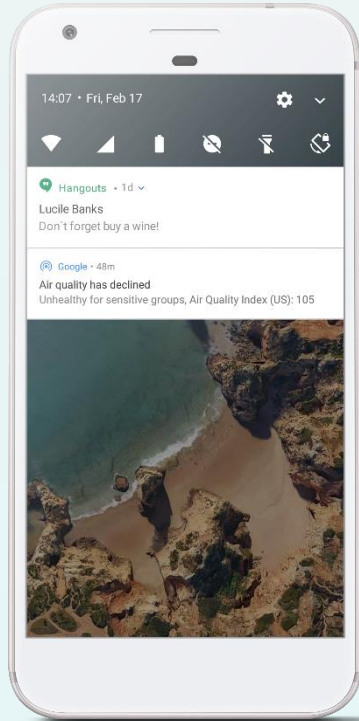 14:07 • Fri, Feb 17
Hangouts • 1d
Lucile Banks
Don`t forget buy a wine!
Google • 48m
Air quality has declined
Unhealthy for sensitive groups, Air Quality Index (US): 105